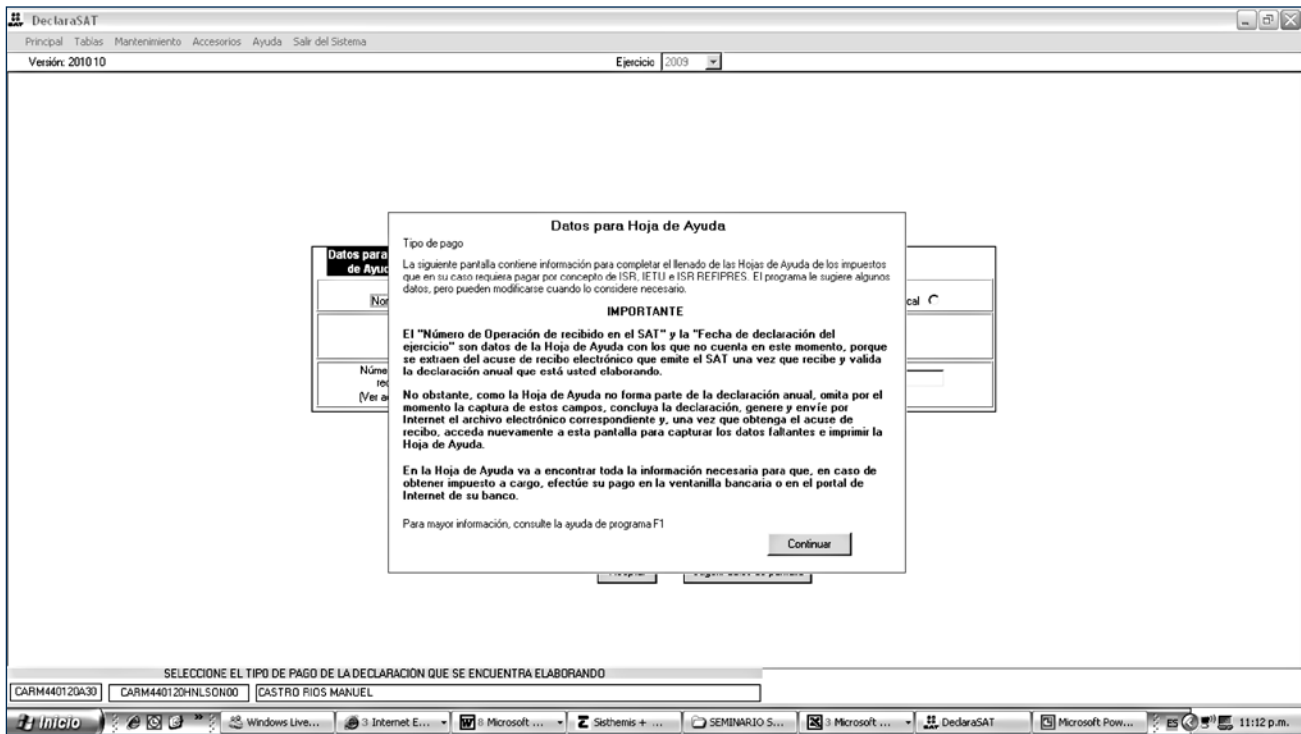 DeclaraSAT
Principal Tablas Mantenimiento Accesorios Ayuda Salir del Sistema
Versión: 2010 10 Ejercicio 2009
Datos para Hoja de Ayuda
Tipo de pago
La siguiente pantalla contiene información para completar el llenado de las Hojas de Ayuda de los impuestos
que en su caso requiera pagar por concepto de ISR, IETU e ISR REFIPRES. El programa le sugiere algunos
datos, pero pueden modificarse cuando lo considere necesario.
IMPORTANTE
El "Número de Operación de recibido en el SAT" y la "Fecha de declaración del
ejercicio" son datos de la Hoja de Ayuda con los que no cuenta en este momento, porque
se extraen del acuse de recibo electrónico que emite el SAT una vez que recibe y valida
la declaración anual que está usted elaborando.
No obstante, como la Hoja de Ayuda no forma parte de la declaración anual, omita por el
momento la captura de estos campos, concluya la declaración, genere y envíe por
Internet el archivo electrónico correspondiente y, una vez que obtenga el acuse de
recibo, acceda nuevamente a esta pantalla para capturar los datos faltantes e imprimir la
Hoja de Ayuda.
En la Hoja de Ayuda va a encontrar toda la información necesaria para que, en caso de
obtener impuesto a cargo, efectúe su pago en la ventanilla bancaria o en el portal de
Internet de su banco.
Para mayor información, consulte la ayuda de programa F1
Continuar
Datos para
de Ayud
Nor
cal
Núme
rec
(Ver a
SELECCIONE EL TIPO DE PAGO DE LA DECLARACIÓN QUE SE ENCUENTRA ELABORANDO
CARM440120A30 CARM440120HNLSON00 CASTRO RIOS MANUEL
Inicio » Windows Live... 3 Internet E... 8 Microsoft ... Sisthemis + ... SEMINARIO S... 3 Microsoft ... DeclaraSAT Microsoft Pow... ES 11:12 p.m.